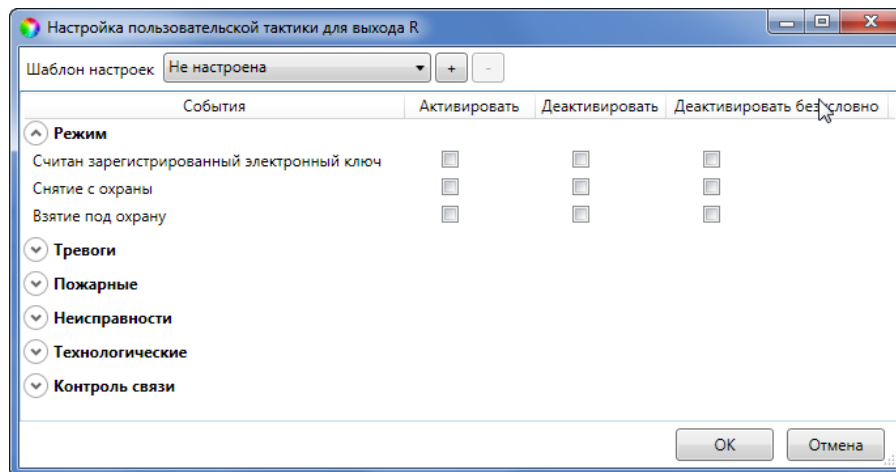 Настройка пользовательской тактики для выхода R
Шаблон настроек Не настроена + -
События Активировать Деактивировать Деактивировать безусловно
Режим
Считан зарегистрированный электронный ключ
Снятие с охраны
Взятие под охрану
Тревоги
Пожарные
Неисправности
Технологические
Контроль связи
ОК Отмена